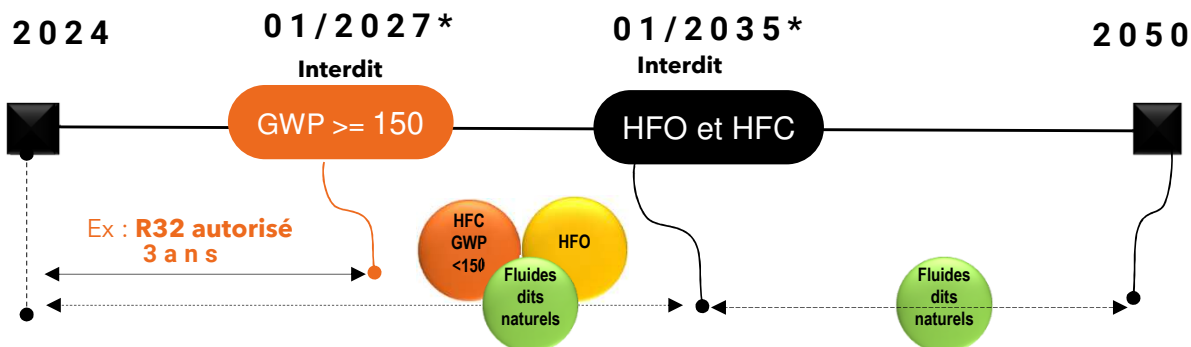 2024
01/2027*
Interdit
01/2035*
Interdit
2050
GWP >= 150
HFO et HFC
Ex : R32 autorisé
3 ans
HFC
GWP
<150
HFO
Fluides
dits
naturels
Fluides
dits
naturels